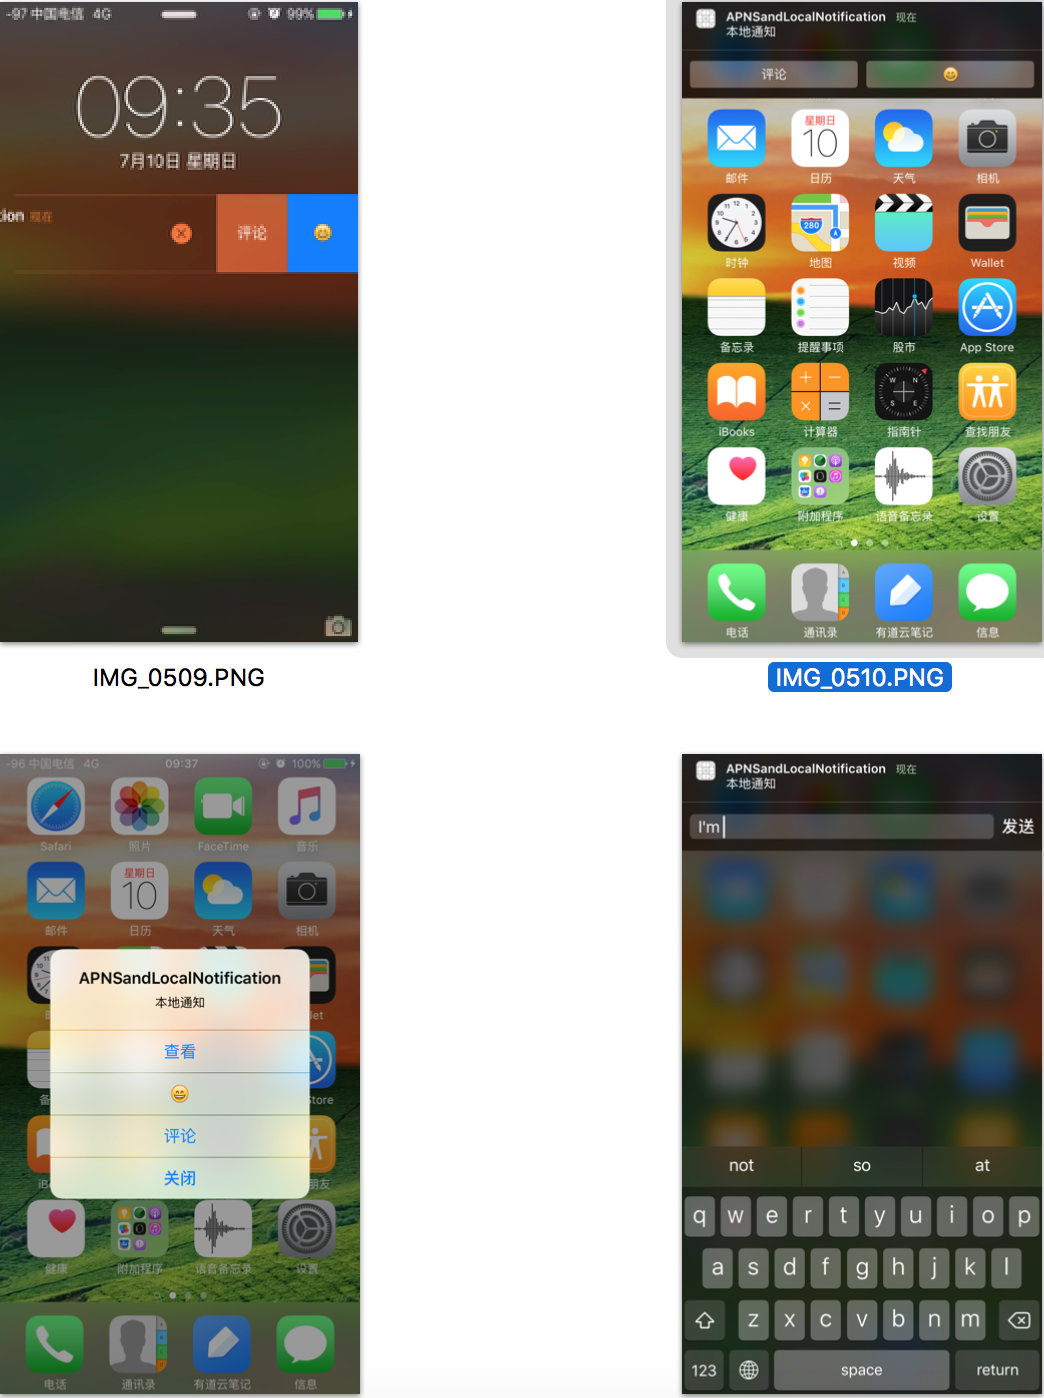 -97 中国电信 4G 99%
09:35
7月10日 星期日
tion 现在
评论
IMG_0509.PNG
APNSandLocalNotification 现在
本地通知
评论
星期日
10
邮件 日历 天气 相机
280
时钟 地图 视频 Wallet
备忘录 提醒事项 股市 App Store
iBooks 计算器 指南针 查找朋友
健康 附加程序 语音备忘录 设置
电话 通讯录 有道云笔记 信息
IMG_0510.PNG
-96 中国电信 4G 09:37 100%
Safari 照片 FaceTime 音乐
星期日
10
邮件 日历 天气 相机
APNSandLocalNotification
本地通知
查看
评论
关闭
let
备 Store
iBo 朋友
健康 附加程序 语音备忘录 设置
电话 通讯录 有道云笔记 信息
APNSandLocalNotification 现在
本地通知
I'm 发送
not so at
q w e r t y u i o p
a s d f g h j k l
z x c v b n m
123 space return